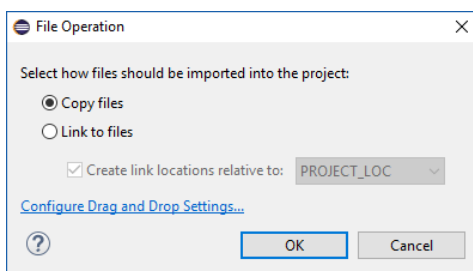 File Operation
Select how files should be imported into the project:
Copy files
Link to files
Create link locations relative to: PROJECT_LOC
Configure Drag and Drop Settings...
? OK Cancel